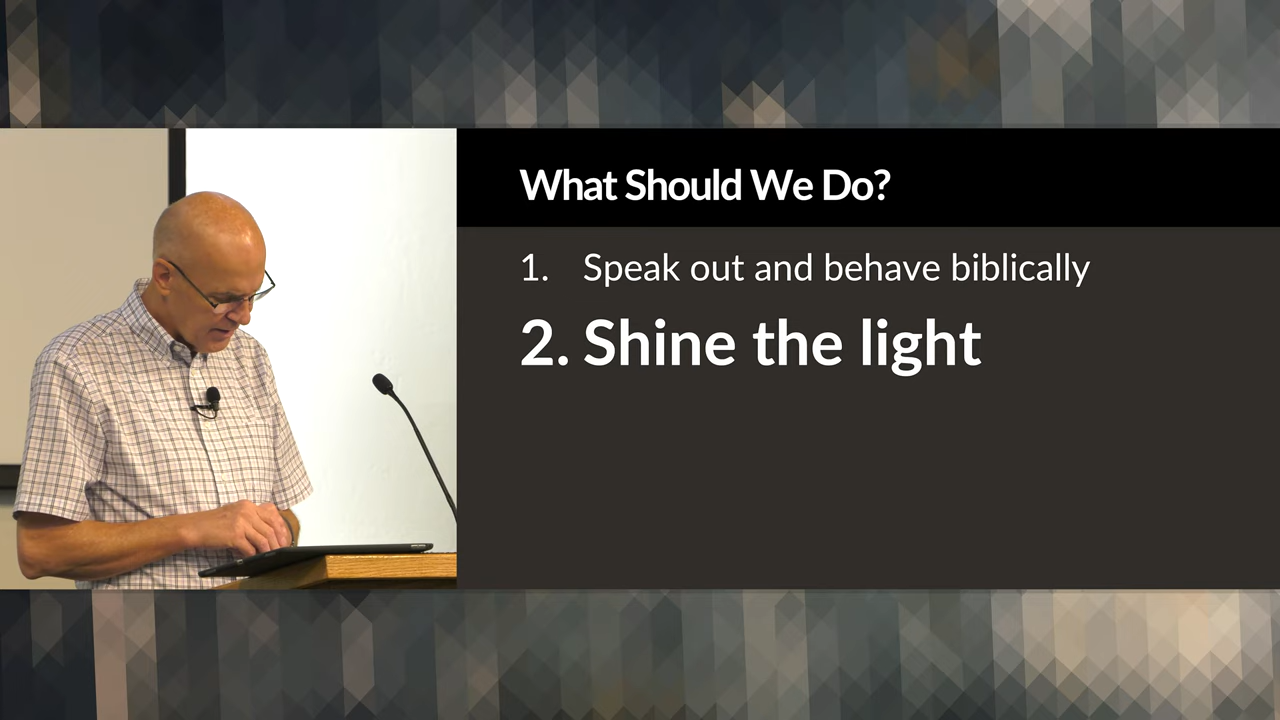 What Should We Do?
1. Speak out and behave biblically
2. Shine the light